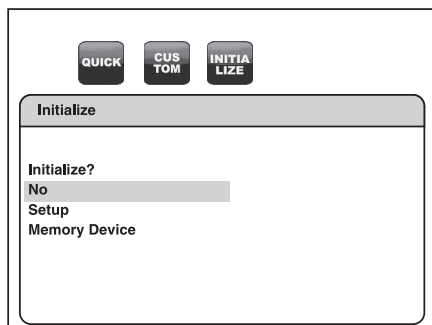 QUICK
CUS
TOM
INITIA
LIZE
Initialize
Initialize?
No
Setup
Memory Device